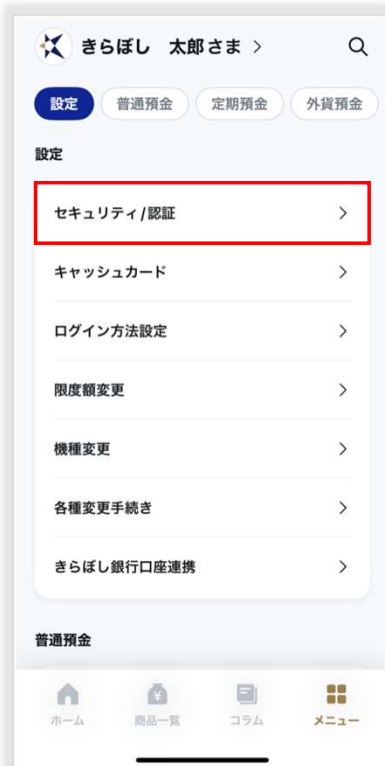 きらぼし 太郎さま
設定 普通預金 定期預金 外貨預金
設定
セキュリティ/認証
キャッシュカード
ログイン方法設定
限度額変更
機種変更
各種変更手続き
きらぼし銀行口座連携
普通預金
ホーム 商品一覧 コラム メニュー